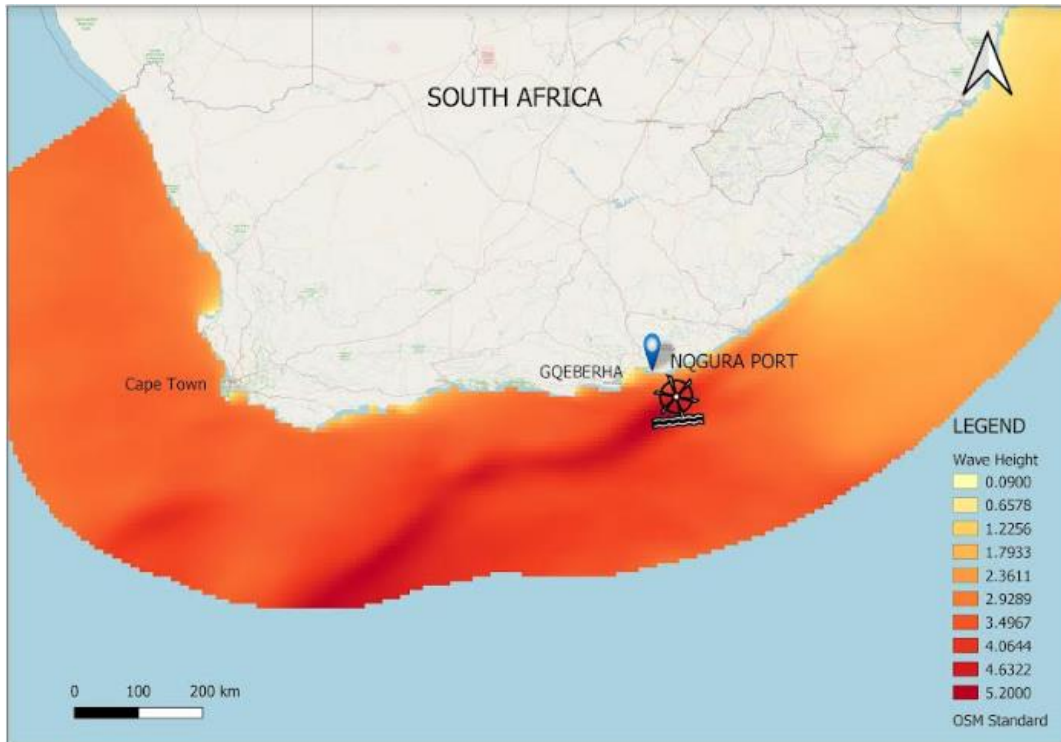 SOUTH AFRICA
NQGURA PORT
GQEBERHA
Cape Town
LEGEND
Wave Height
0.0900
0.6578
1.2256
1.7933
2.3611
2.9289
3.4967
4.0644
4.6322
5.2000
OSM Standard
0 100 200 km